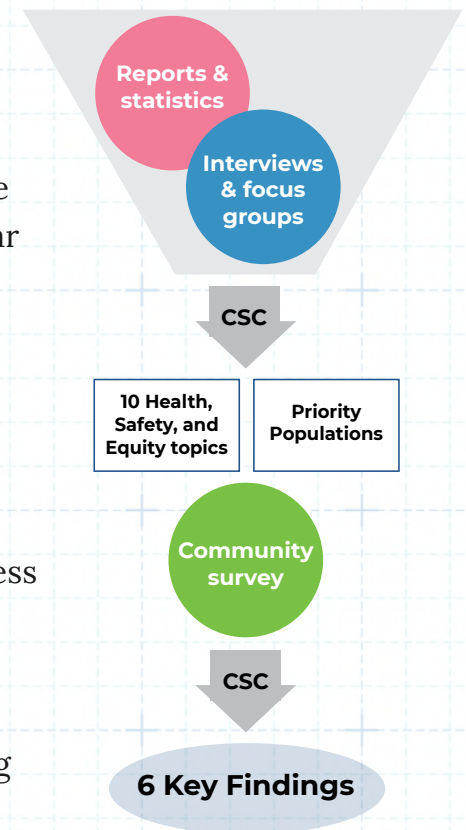 Reports &
statistics
Interviews
& focus
groups
CSC
10 Health,
Safety, and
Equity topics
Priority
Populations
Community
survey
CSC
6 Key Findings